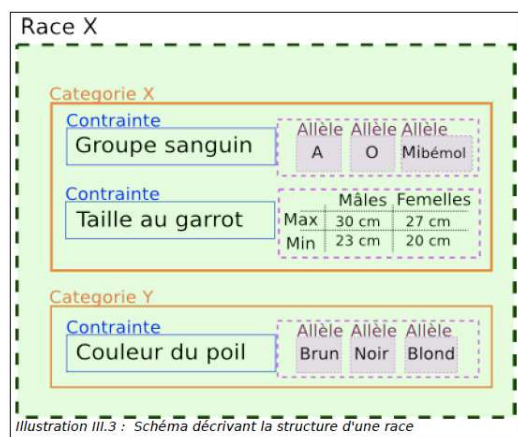 Race X
Categorie X
Contrainte
Groupe sanguin
Allèle Allèle Allèle
A O Mibémol
Contrainte
Taille au garrot
Mâles Femelles
Max 30 cm 27 cm
Min 23 cm 20 cm
Categorie Y
Contrainte
Couleur du poil
Allèle Allèle Allèle
Brun Noir Blond
Illustration III.3 : Schéma décrivant la structure d'une race